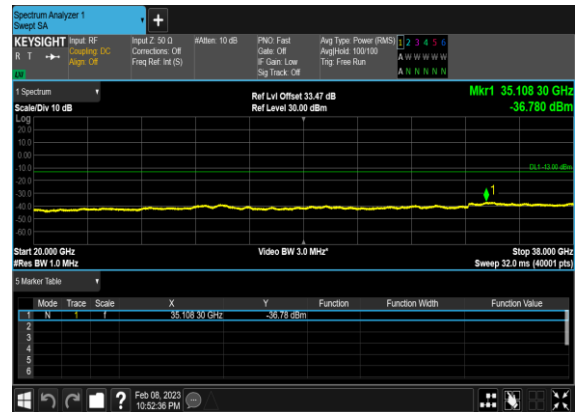 Spectrum Analyzer 1
Swept SA
KEYSIGHT Input: RF Input Z: 50 Ω #Atten: 10 dB PNO: Fast Avg Type: Power (RMS) 1 2 3 4 5 6
R T Coupling: DC Corrections: Off Gate: Off Avg|Hold: 100/100 A W W W W W
Align: Off Freq Ref: Int (S) IF Gain: Low Trig: Free Run
Sig Track: Off A N N N N N
LXI
1 Spectrum Ref Lvl Offset 33.47 dB Mkr1 35.108 30 GHz
Scale/Div 10 dB Ref Level 30.00 dBm -36.780 dBm
Log
20.0
10.0
0.00
-10.0
DL1 -13.00 dBm
-20.0
-30.0
1
-40.0
-50.0
-60.0
Start 20.000 GHz Video BW 3.0 MHz* Stop 38.000 GHz
#Res BW 1.0 MHz Sweep 32.0 ms (40001 pts)
5 Marker Table
Mode Trace Scale X Y Function Function Width Function Value
1 N 1 f 35.108 30 GHz -36.78 dBm
2
3
4
5
6
? Feb 08, 2023
10:52:36 PM